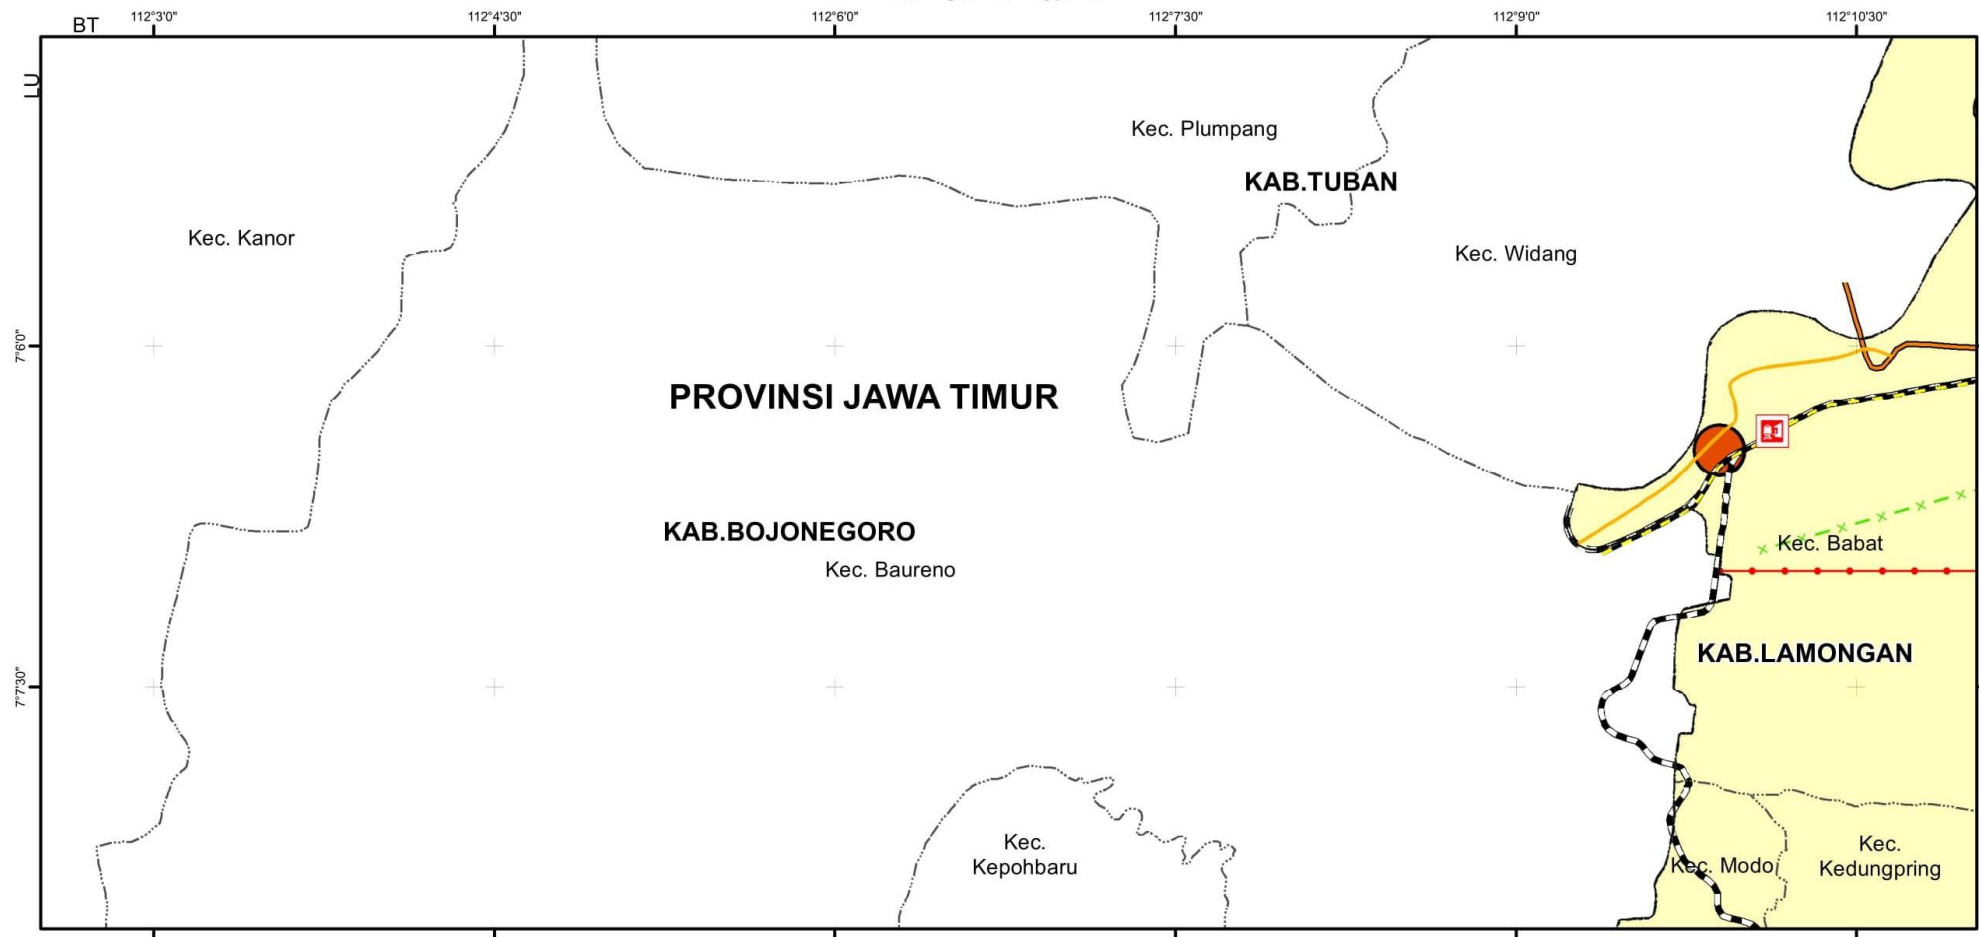 112°3'0"
112°4'30"
112°6'0"
112°7'30"
112°9'0"
112°10'30"
BT
LU
Kec. Plumpang
KAB.TUBAN
Kec. Kanor
Kec. Widang
7°6'0"
PROVINSI JAWA TIMUR
KAB.BOJONEGORO
Kec. Baureno
Kec. Babat
KAB.LAMONGAN
7°7'30"
Kec.
Kepohbaru
Kec. Modo
Kec.
Kedungpring